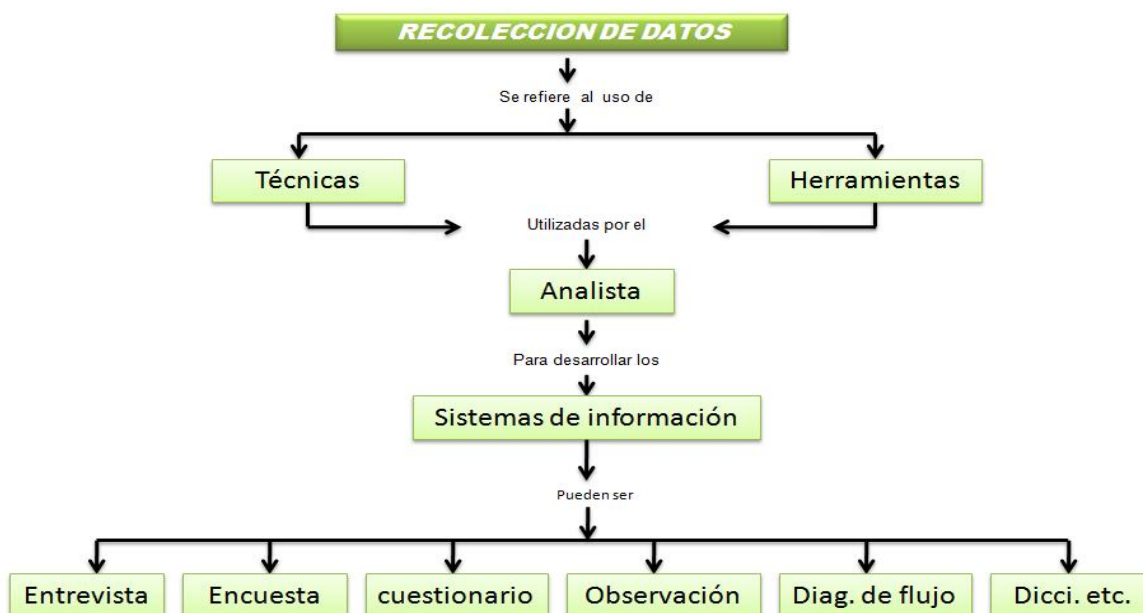 RECOLECCION DE DATOS
Se refiere al uso de
Técnicas
Herramientas
Utilizadas por el
Analista
Para desarrollar los
Sistemas de información
Pueden ser
Entrevista
Encuesta
cuestionario
Observación
Diag. de flujo
Dicci. etc.